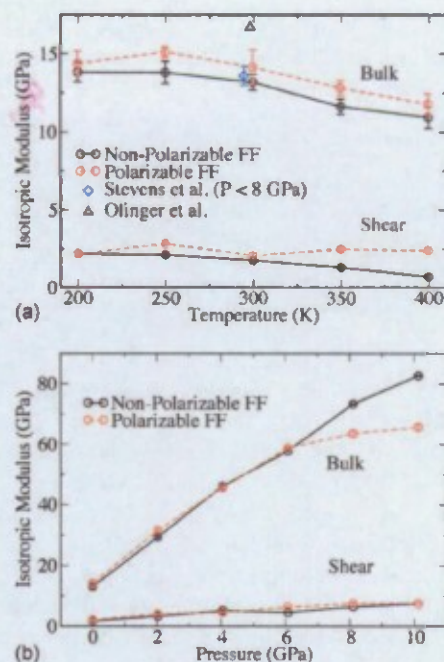 15
10
5
0
Isotropic Modulus (GPa)
Bulk
Non-Polarizable FF
Polarizable FF
Stevens et al. (P < 8 GPa)
Olinger et al.
Shear
200
250
300
350
400
(a)
Temperature (K)
80
60
40
20
0
Isotropic Modulus (GPa)
Non-Polarizable FF
Polarizable FF
Bulk
Shear
0
2
4
6
8
10
(b)
Pressure (GPa)